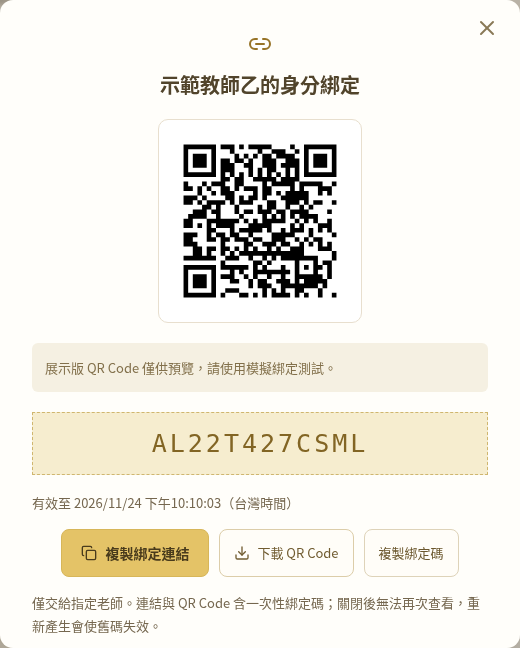 示範教師乙的身分綁定
展示版 QR Code 僅供預覽，請使用模擬綁定測試。
AL22T427CSML
有效至 2026/11/24 下午10:10:03（台灣時間）
複製綁定連結
下載 QR Code
複製綁定碼
僅交給指定老師。連結與 QR Code 含一次性綁定碼；關閉後無法再次查看，重
新產生會使舊碼失效。